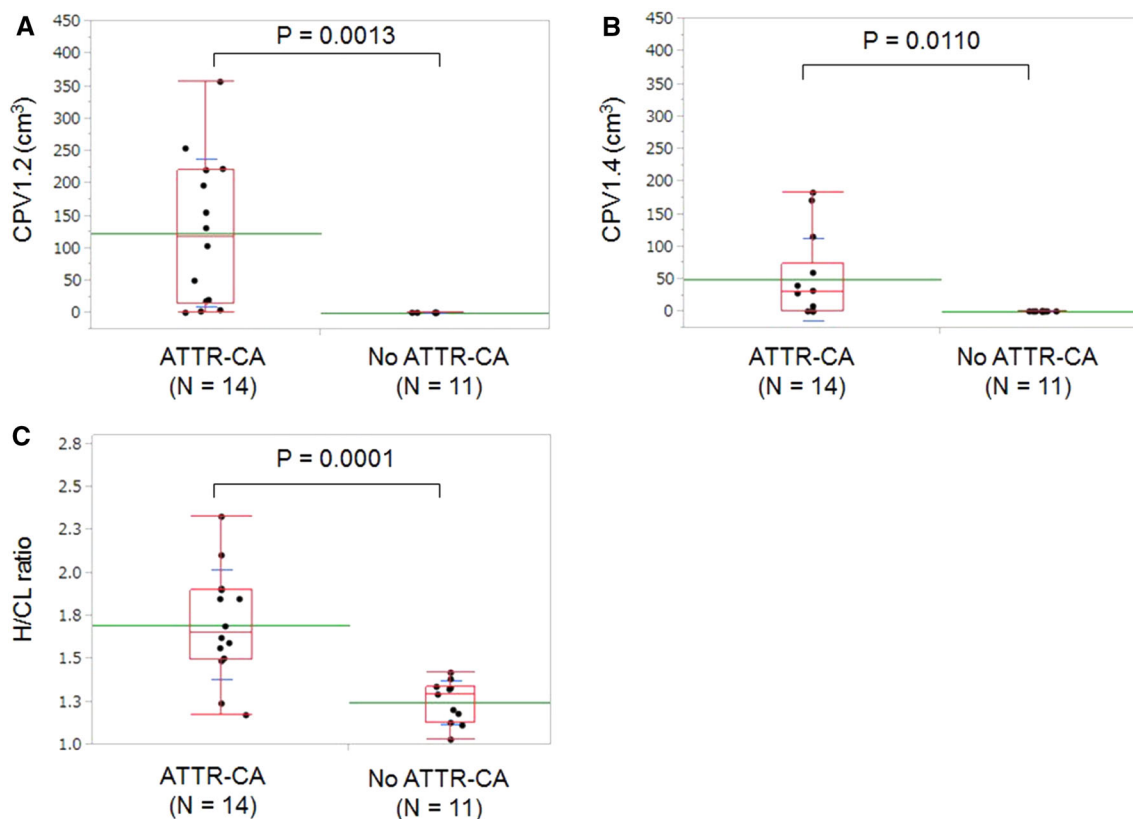 A
P = 0.0013
CPV1.2 (cm³)
450
400
350
300
250
200
150
100
50
0
ATTR-CA
(N = 14)
No ATTR-CA
(N = 11)
B
P = 0.0110
CPV1.4 (cm³)
450
400
350
300
250
200
150
100
50
0
ATTR-CA
(N = 14)
No ATTR-CA
(N = 11)
C
P = 0.0001
H/CL ratio
2.8
2.5
2.3
2.0
1.8
1.5
1.3
1.0
ATTR-CA
(N = 14)
No ATTR-CA
(N = 11)